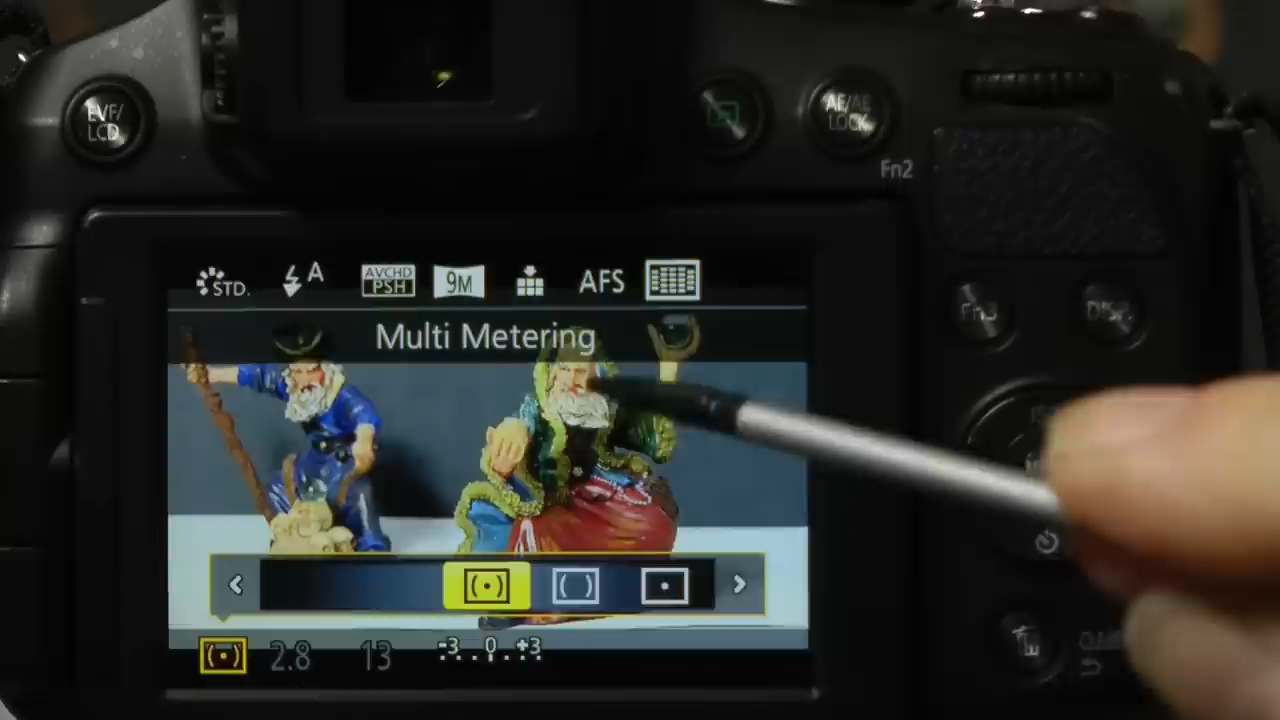 EVF/
LCD
AE/AF
LOCK
Fn2
STD.
A
AVCHD
PSH
9M
AFS
Fn3
DISP.
Multi Metering
2.8
13
-3 0 +3